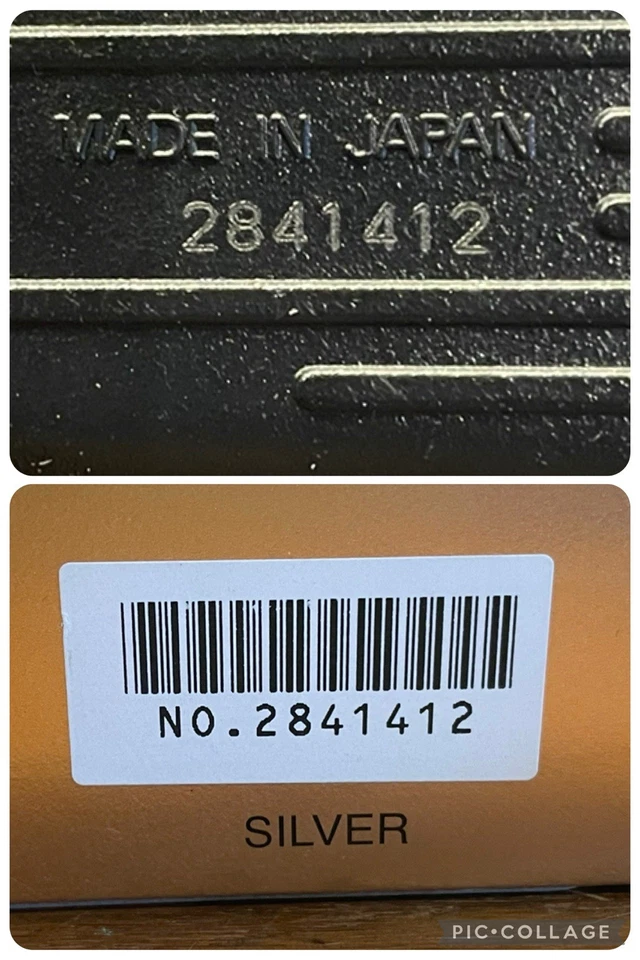 MADE IN JAPAN
2841412
NO.2841412
SILVER
PIC•COLLAGE